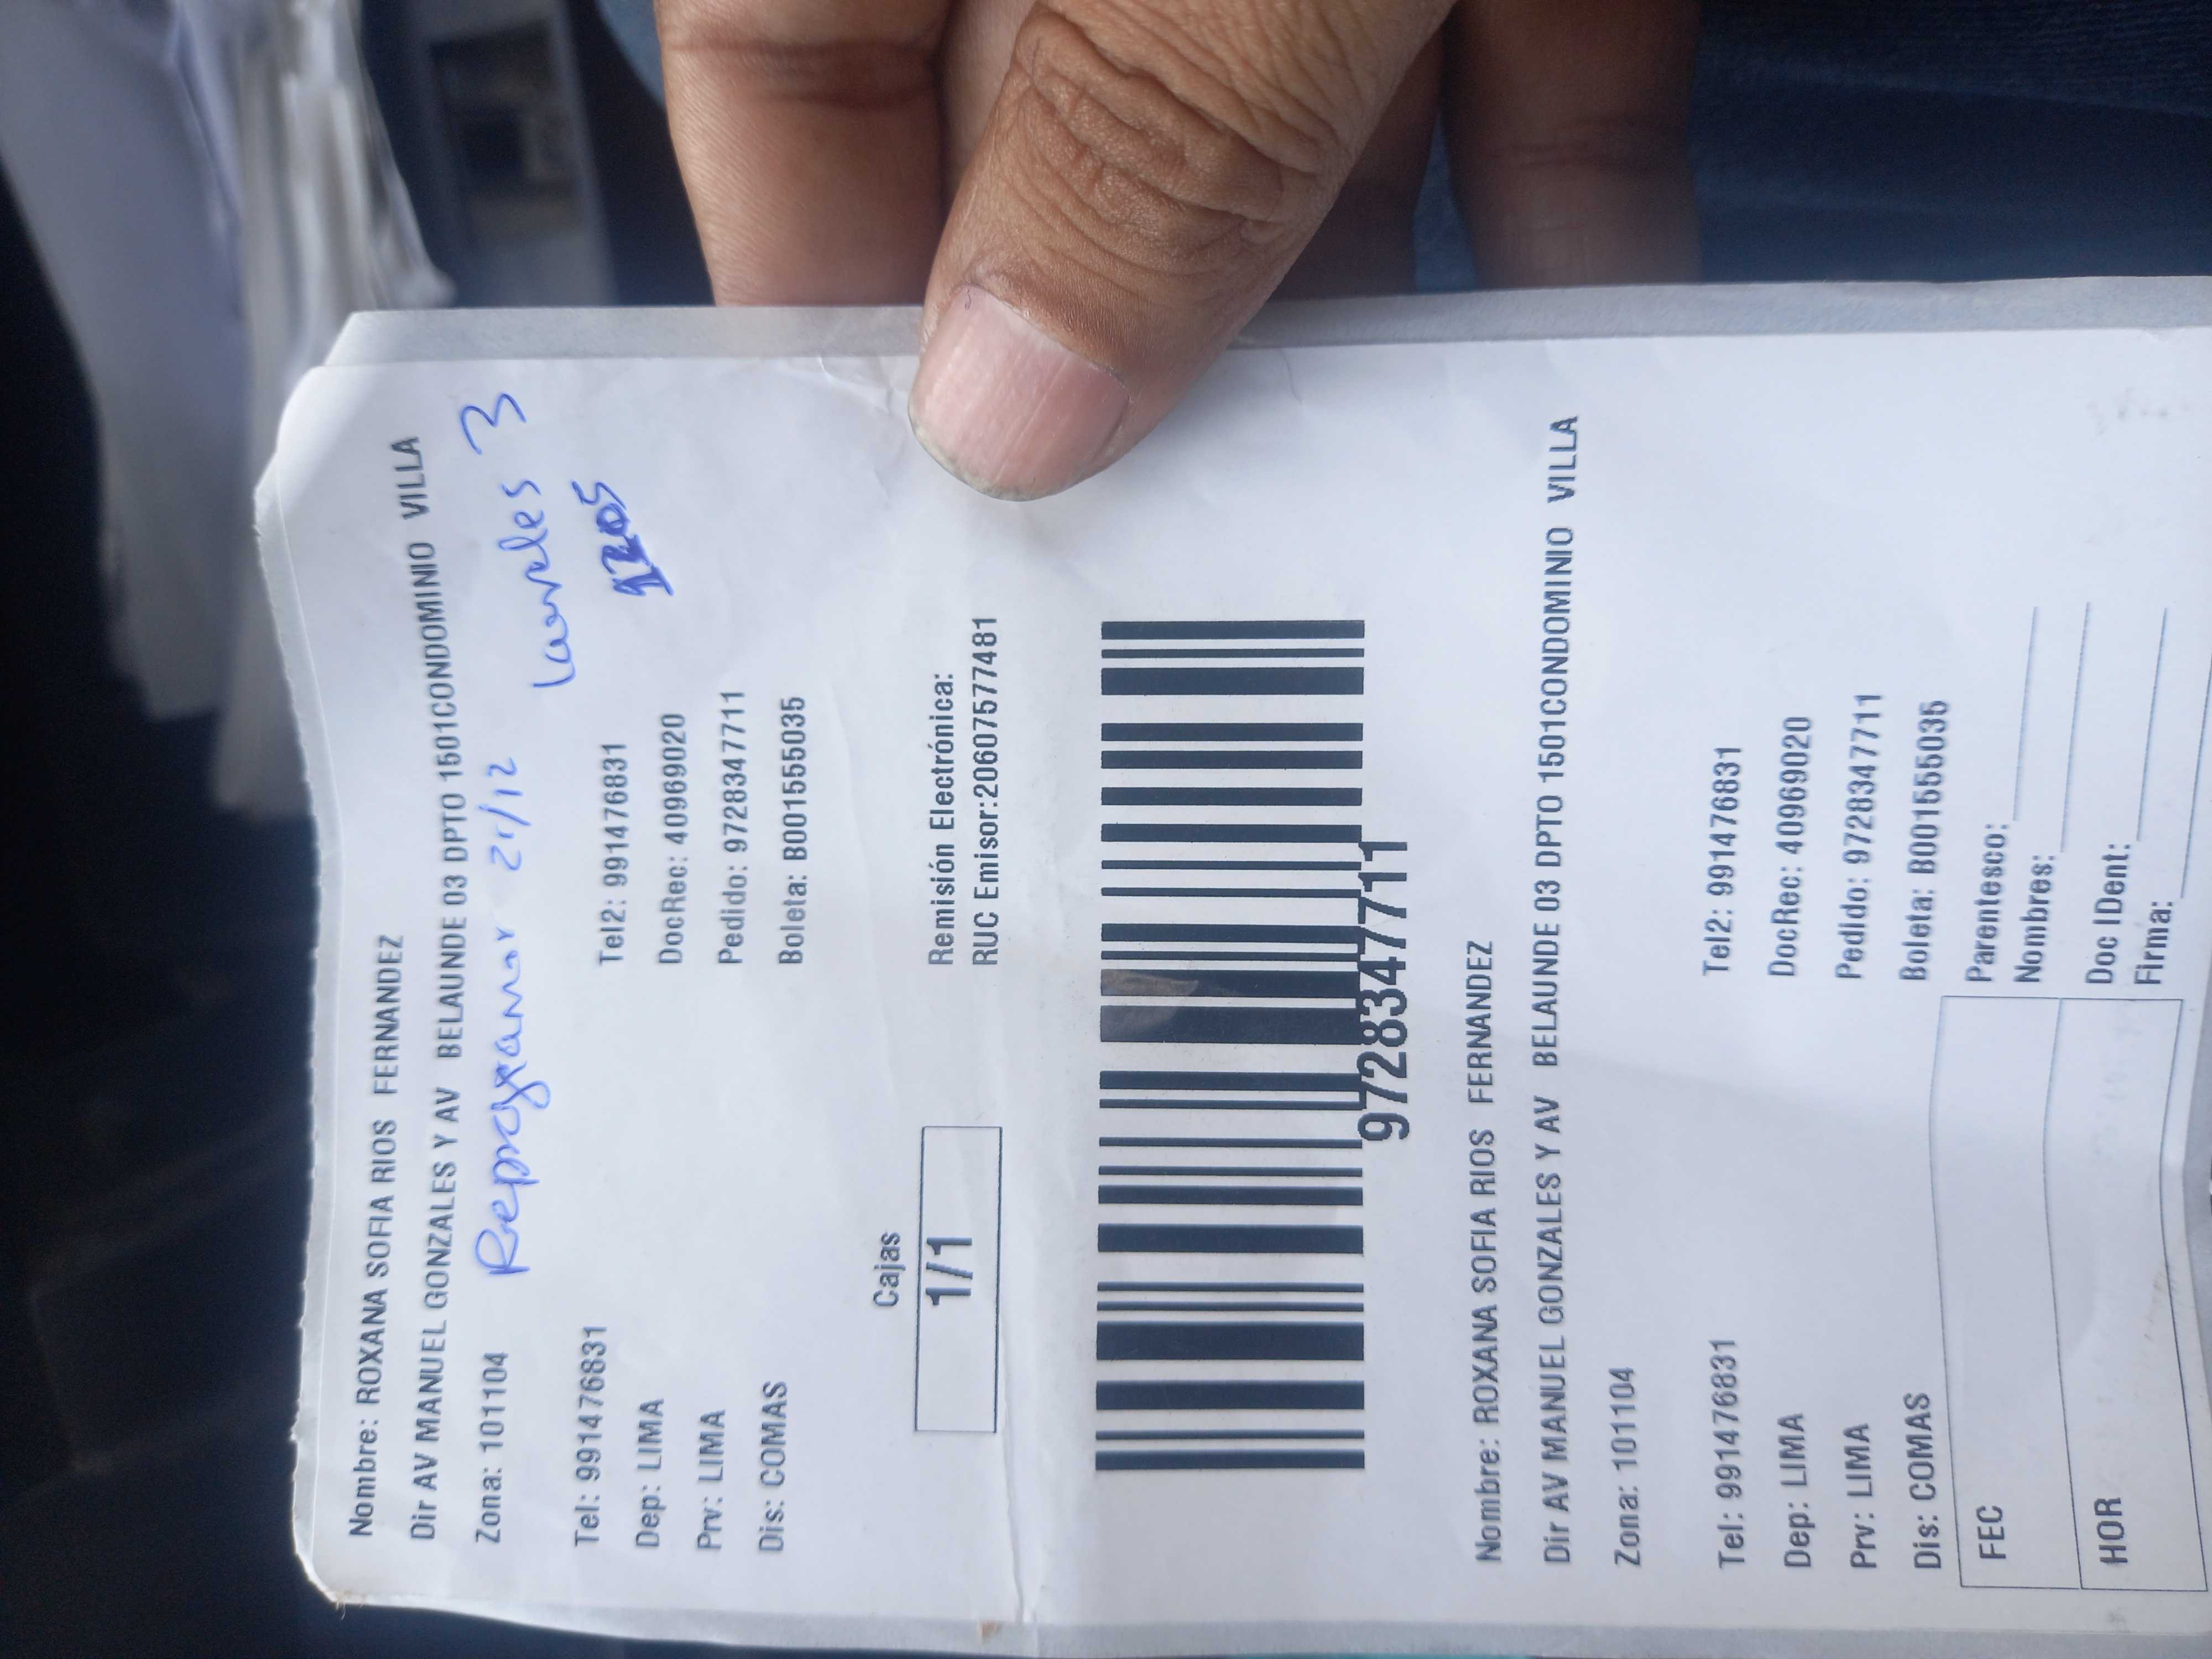 Nombre: ROXANA SOFIA RIOS FERNANDEZ
Dir AV MANUEL GONZALES Y AV BELAUNDE 03 DPTO 1501CONDOMINIO VILLA
Zona: 101104 Reprogramar 21/12 Laureles 3
1205
Tel: 991476831 Tel2: 991476831
Dep: LIMA DocRec: 40969020
Prv: LIMA Pedido: 9728347711
Dis: COMAS Boleta: B001555035
Cajas
1/1
Remisión Electrónica:
RUC Emisor:20607577481
9728347711
Nombre: ROXANA SOFIA RIOS FERNANDEZ
Dir AV MANUEL GONZALES Y AV BELAUNDE 03 DPTO 1501CONDOMINIO VILLA
Zona: 101104
Tel: 991476831 Tel2: 991476831
Dep: LIMA DocRec: 40969020
Prv: LIMA Pedido: 9728347711
Dis: COMAS Boleta: B001555035
FEC
HOR
Parentesco:
Nombres:
Doc IDent:
Firma: